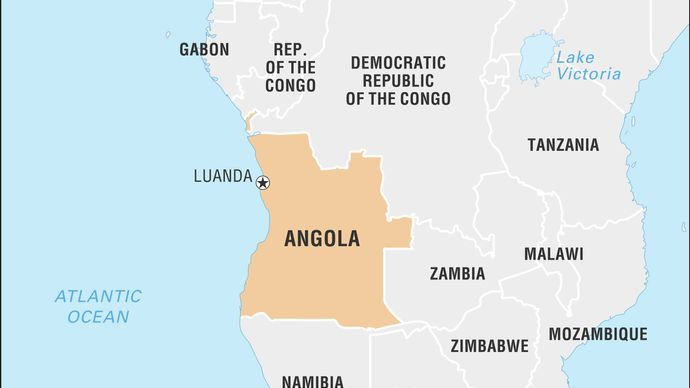 GABON
REP.
OF THE
CONGO
DEMOCRATIC
REPUBLIC
OF THE CONGO
Lake
Victoria
TANZANIA
LUANDA
ANGOLA
MALAWI
ZAMBIA
ATLANTIC
OCEAN
MOZAMBIQUE
ZIMBABWE
NAMIBIA